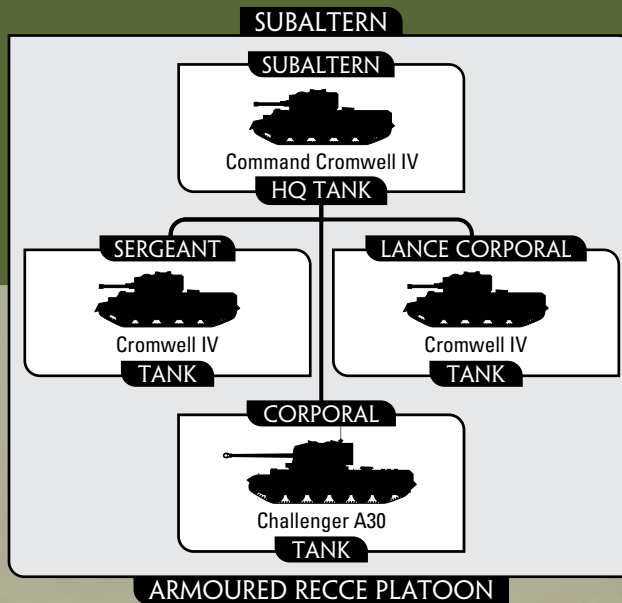 SUBALTERN
SUBALTERN
Command Cromwell IV
HQ TANK
SERGEANT
Cromwell IV
TANK
LANCE CORPORAL
Cromwell IV
TANK
CORPORAL
Challenger A30
TANK
ARMOURED RECCE PLATOON